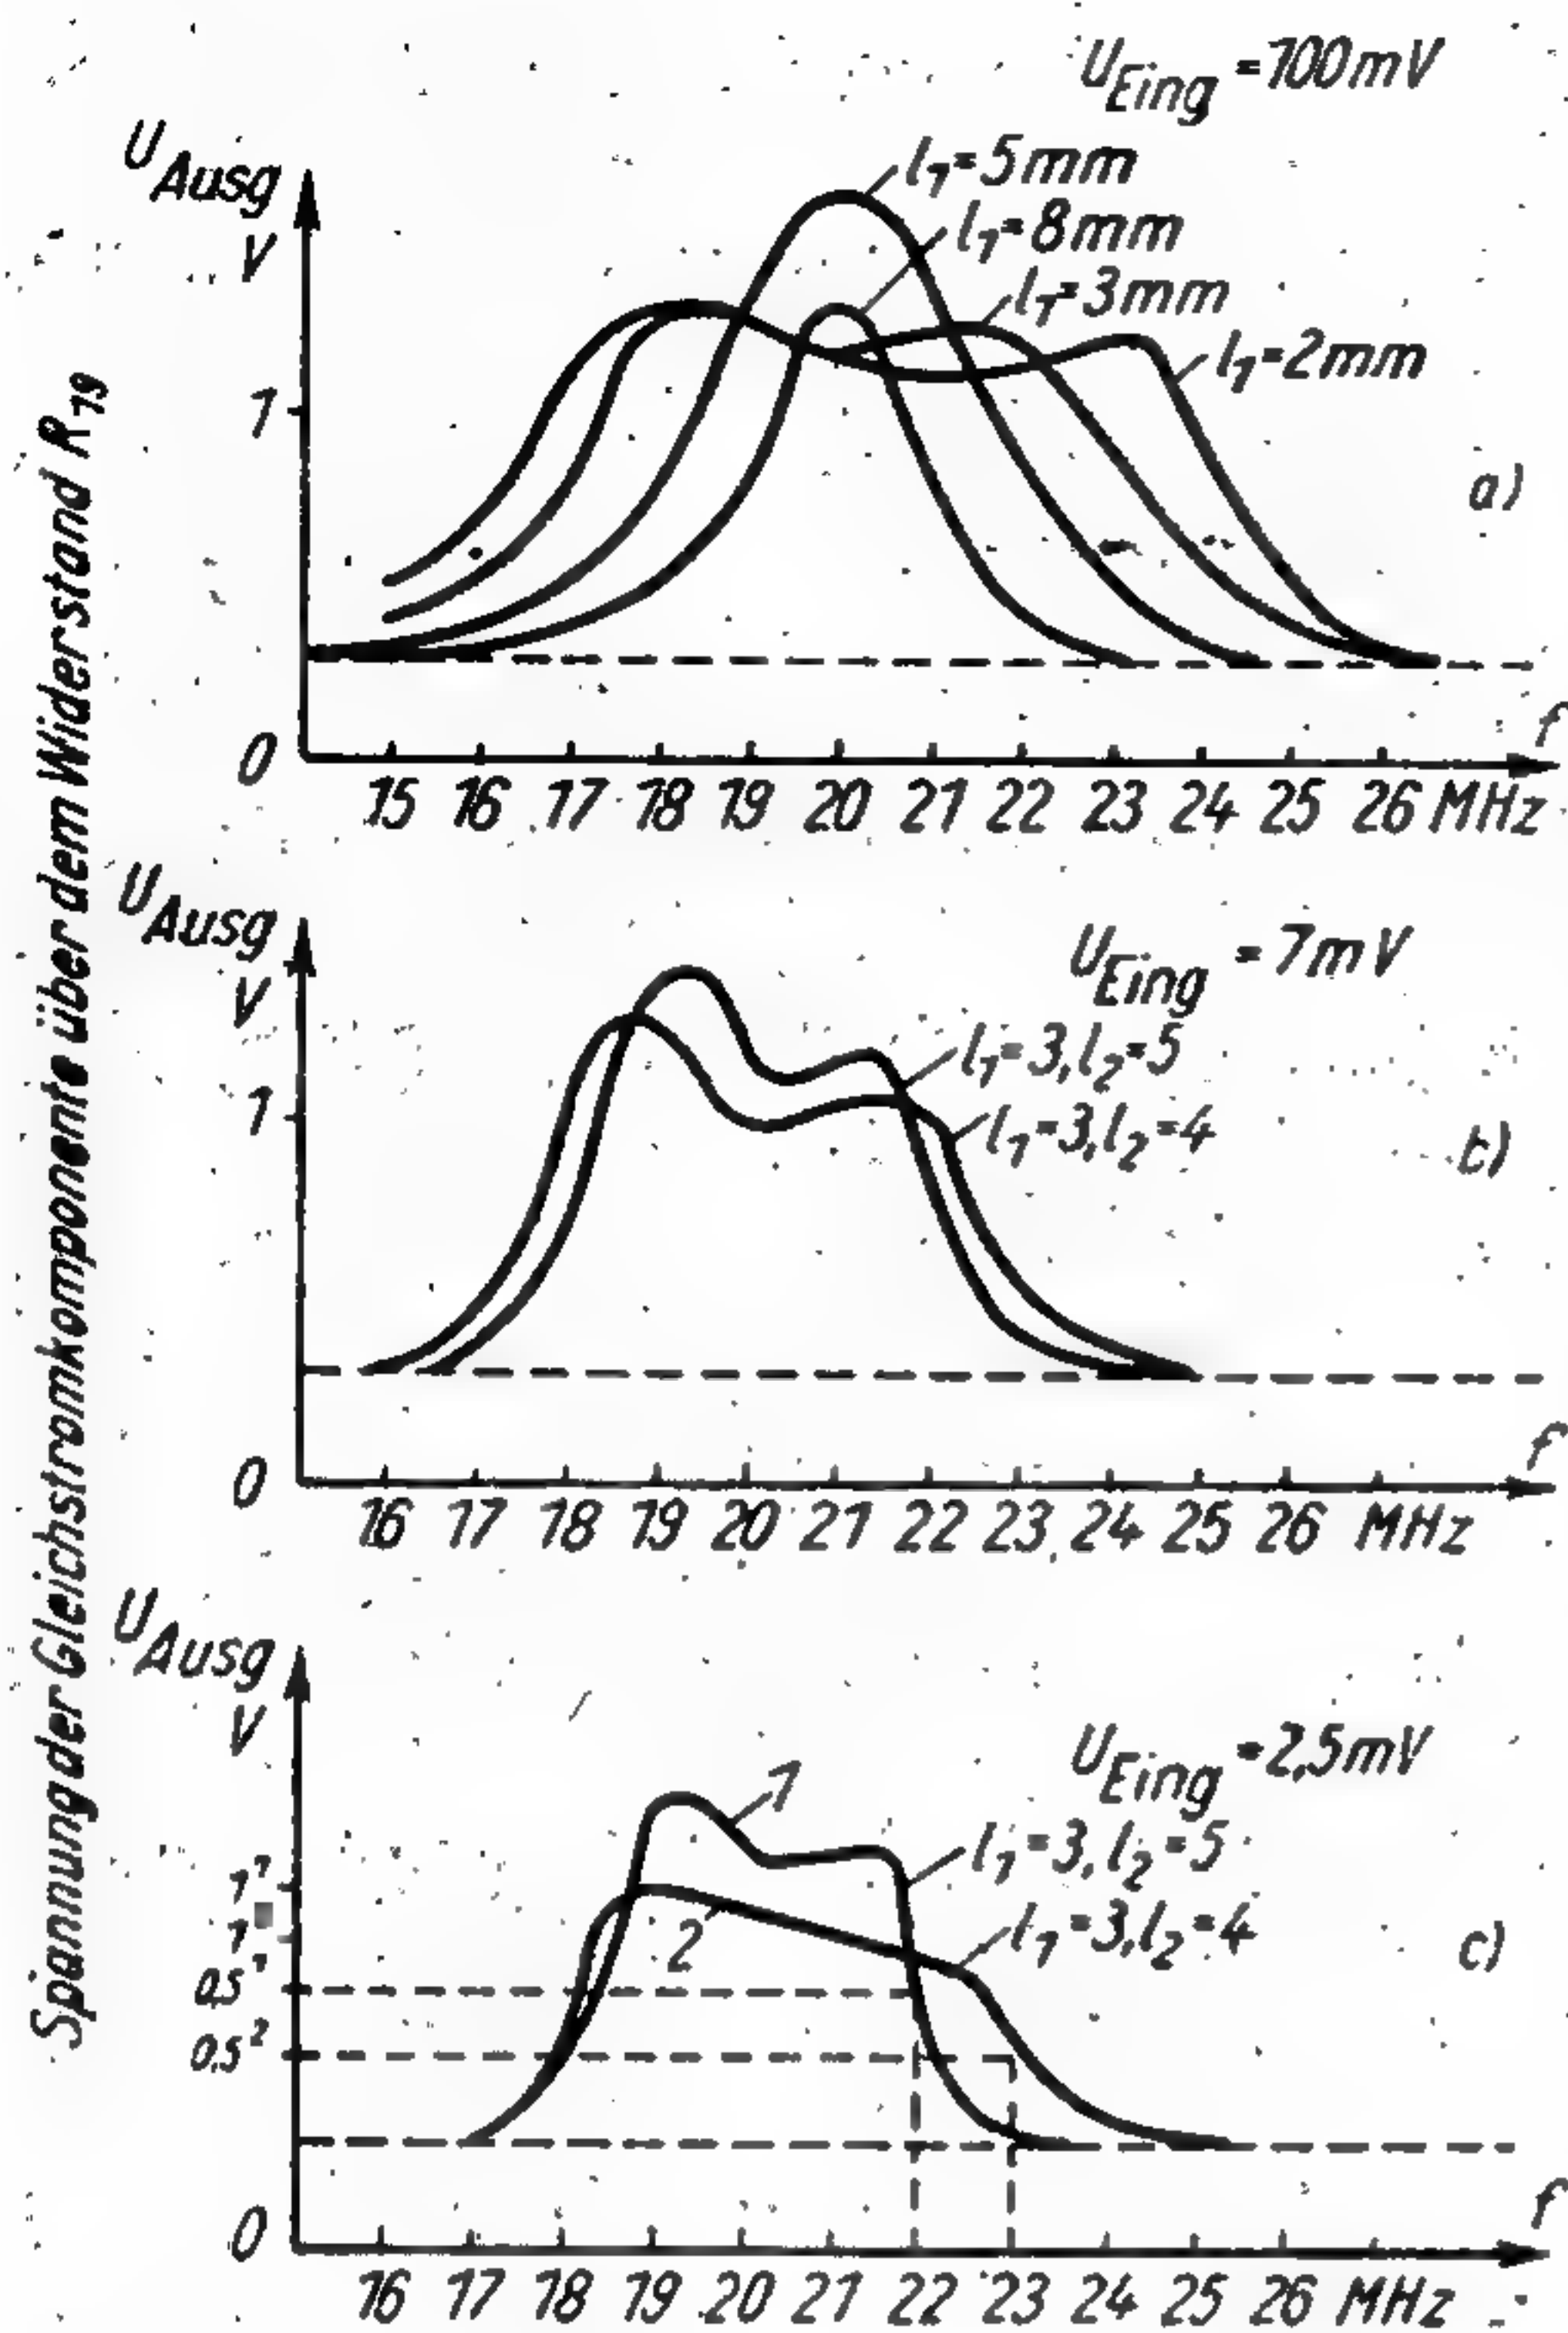 Spannung der Gleichstromkomponente über dem Widerstand R₁₉
U_Eing = 100mV
U_Ausg
V
l₁=5mm
l₁=8mm
l₁=3mm
l₁=2mm
1
a)
0
f
15 16 17 18 19 20 21 22 23 24 25 26 MHz
U_Ausg
V
U_Eing = 7mV
l₁=3, l₂=5
1
l₁=3, l₂=4
b)
0
f
16 17 18 19 20 21 22 23 24 25 26 MHz
U_Ausg
V
U_Eing = 2,5mV
1
l₁=3, l₂=5
1¹
1
2
l₁=3, l₂=4
c)
0,5¹
0,5²
0
f
16 17 18 19 20 21 22 23 24 25 26 MHz